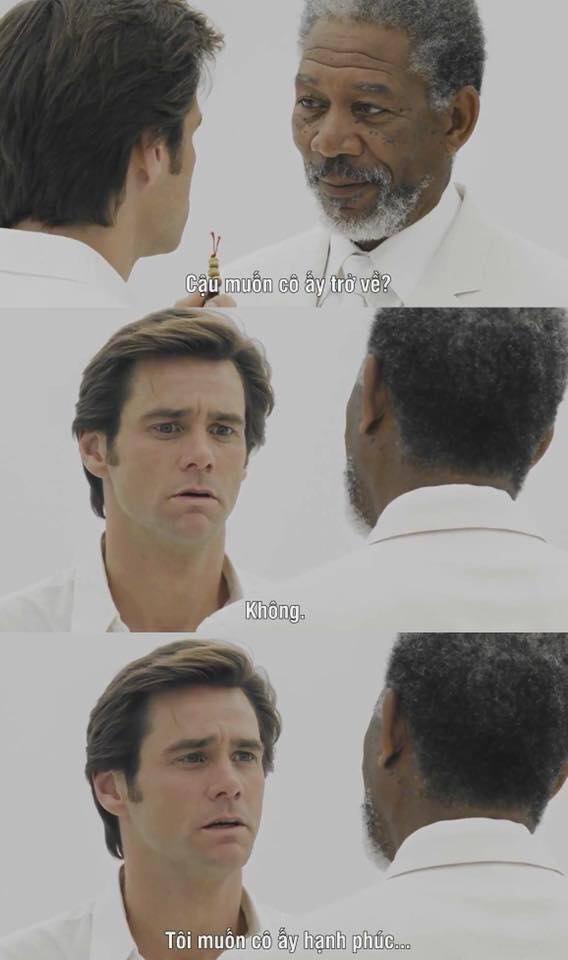 Cậu muốn cô ấy trở về?
Không.
Tôi muốn cô ấy hạnh phúc...